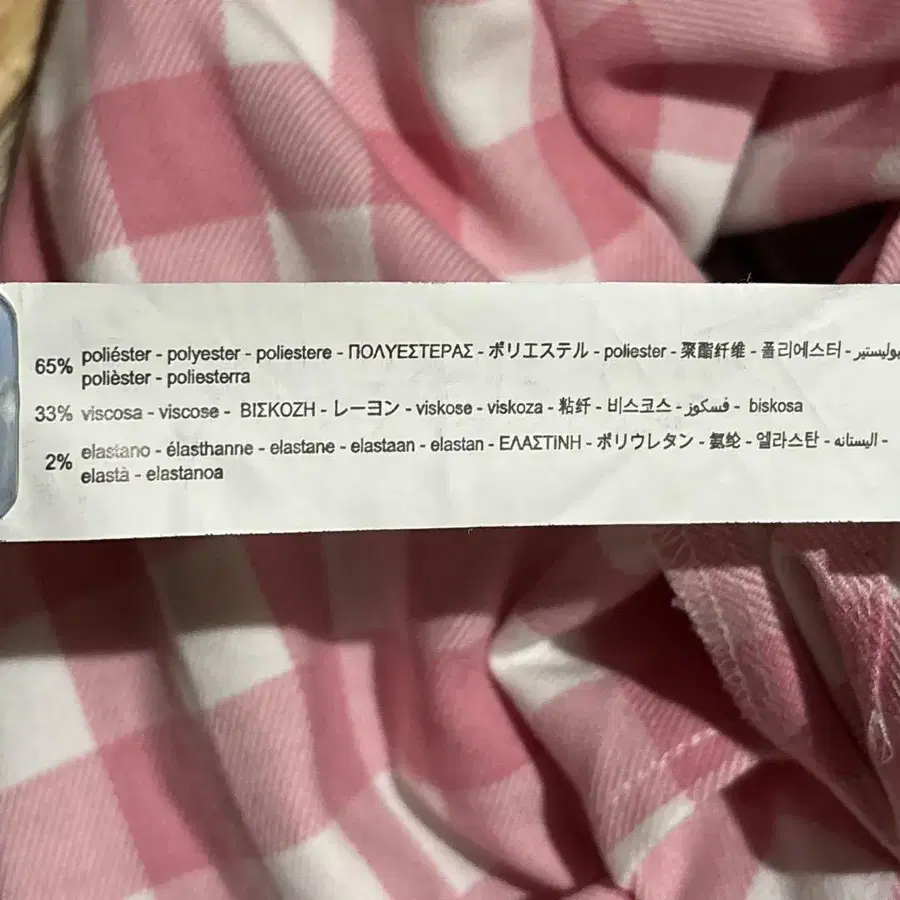 65% poliéster - polyester - poliestere - ΠΟΛΥΕΣΤΕΡΑΣ - ポリエステル - poliester - 聚酯纤维 - 폴리에스터 - بوليستير
polièster - poliesterra
33% viscosa - viscose - ΒΙΣΚΟΖΗ - レーヨン - viskose - viskoza - 粘纤 - 비스코스 - فسكوز - biskosa
2% elastano - élasthanne - elastane - elastaan - elastan - ΕΛΑΣΤΙΝΗ - ポリウレタン - 氨纶 - 엘라스탄 - اليستانه -
elastà - elastanoa